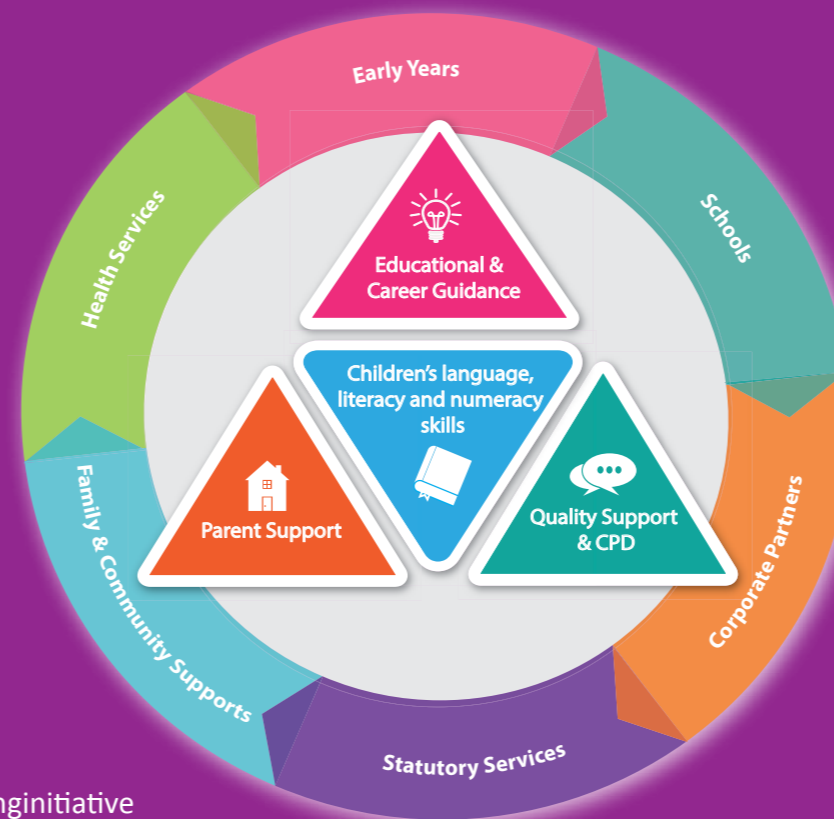 Early Years
Schools
Health Services
Educational &
Career Guidance
Children's language,
literacy and numeracy
skills
Parent Support
Quality Support
& CPD
Corporate Partners
Family & Community Supports
Statutory Services
nginitiative